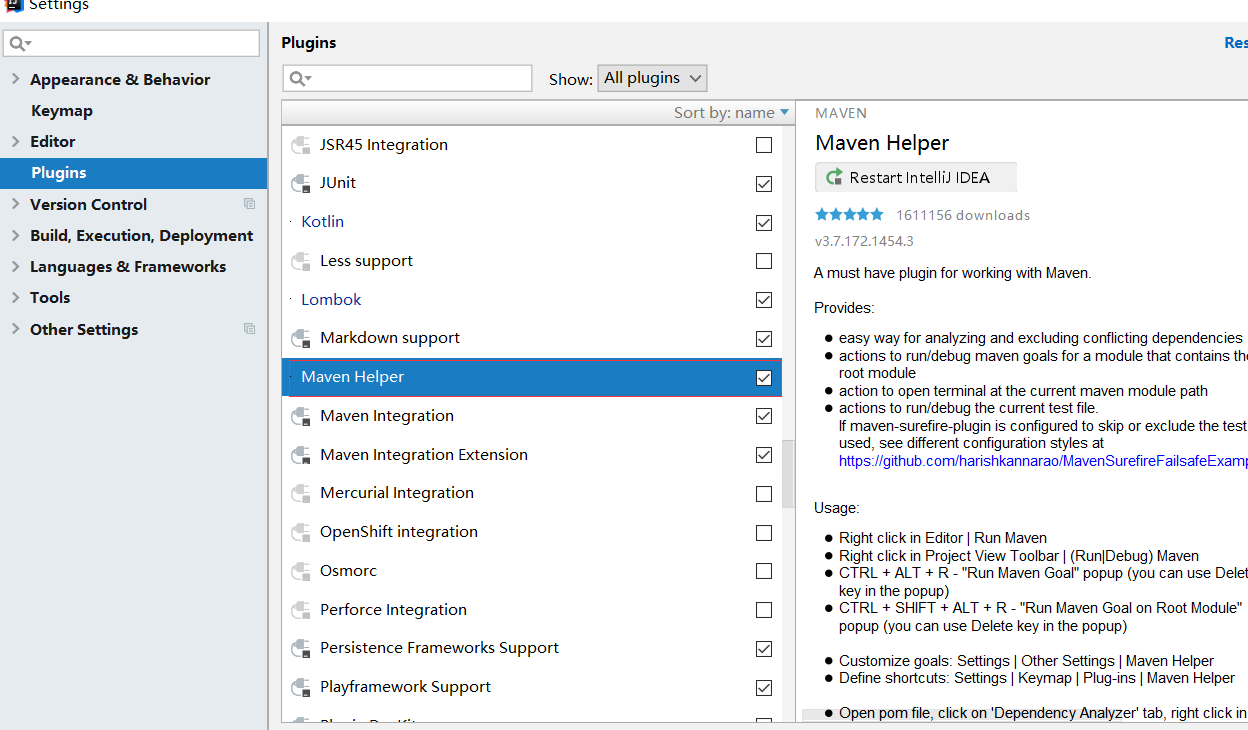 Settings
Appearance & Behavior
Keymap
Editor
Plugins
Version Control
Build, Execution, Deployment
Languages & Frameworks
Tools
Other Settings
Plugins
Show: All plugins
Sort by: name
JSR45 Integration
JUnit
Kotlin
Less support
Lombok
Markdown support
Maven Helper
Maven Integration
Maven Integration Extension
Mercurial Integration
OpenShift integration
Osmorc
Perforce Integration
Persistence Frameworks Support
Playframework Support
MAVEN
Maven Helper
Restart IntelliJ IDEA
1611156 downloads
v3.7.172.1454.3
A must have plugin for working with Maven.
Provides:
● easy way for analyzing and excluding conflicting dependencies
● actions to run/debug maven goals for a module that contains the
root module
● action to open terminal at the current maven module path
● actions to run/debug the current test file.
If maven-surefire-plugin is configured to skip or exclude the test
used, see different configuration styles at
https://github.com/harishkannarao/MavenSurefireFailsafeExamp
Usage:
● Right click in Editor | Run Maven
● Right click in Project View Toolbar | (Run|Debug) Maven
● CTRL + ALT + R - "Run Maven Goal" popup (you can use Delet
key in the popup)
● CTRL + SHIFT + ALT + R - "Run Maven Goal on Root Module"
popup (you can use Delete key in the popup)
● Customize goals: Settings | Other Settings | Maven Helper
● Define shortcuts: Settings | Keymap | Plug-ins | Maven Helper
● Open pom file, click on 'Dependency Analyzer' tab, right click in
Res